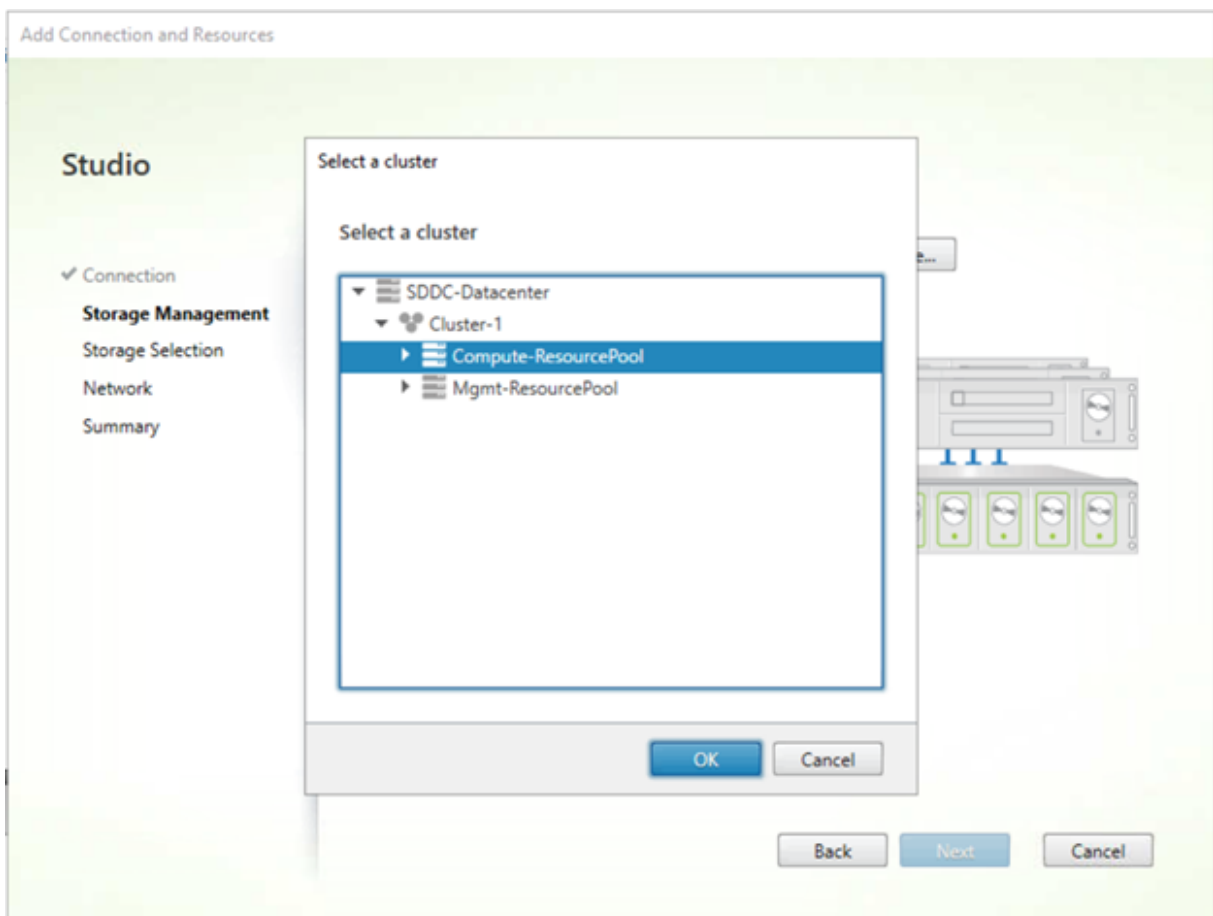 Add Connection and Resources
Studio
✔ Connection
Storage Management
Storage Selection
Network
Summary
Select a cluster
Select a cluster
SDDC-Datacenter
Cluster-1
Compute-ResourcePool
Mgmt-ResourcePool
OK
Cancel
Back
Next
Cancel